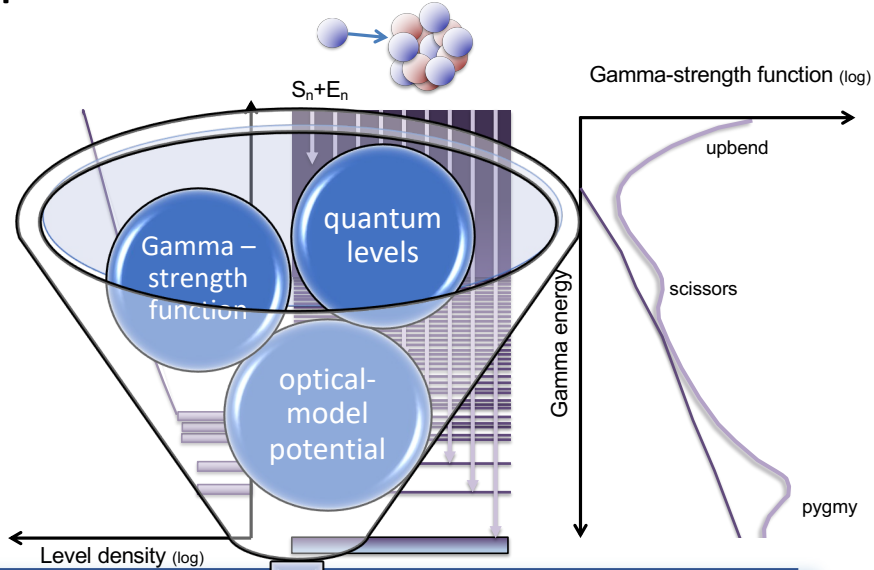 Sn+En
Gamma-strength function (log)
upbend
quantum
levels
Gamma –
strength
function
scissors
Gamma energy
optical-
model
potential
pygmy
Level density (log)